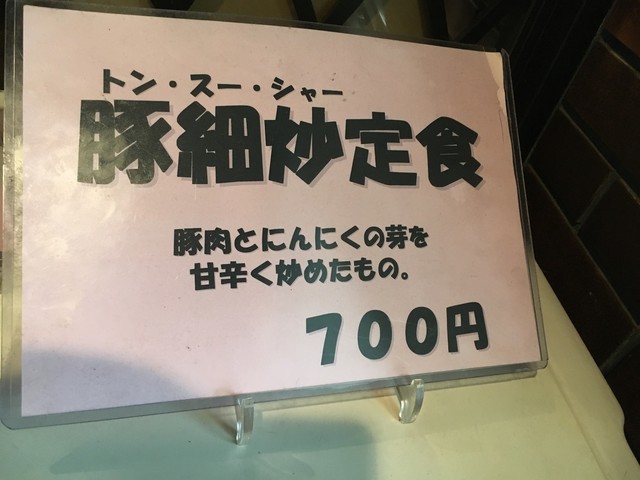 トン・スー・シャー
豚細炒定食
豚肉とにんにくの芽を
甘辛く炒めたもの。
700円